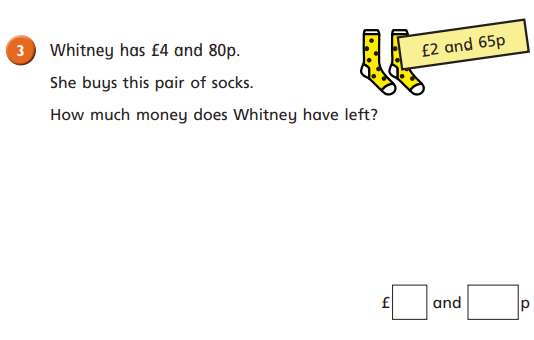 3 Whitney has £4 and 80p.
£2 and 65p
She buys this pair of socks.
How much money does Whitney have left?
£ and p